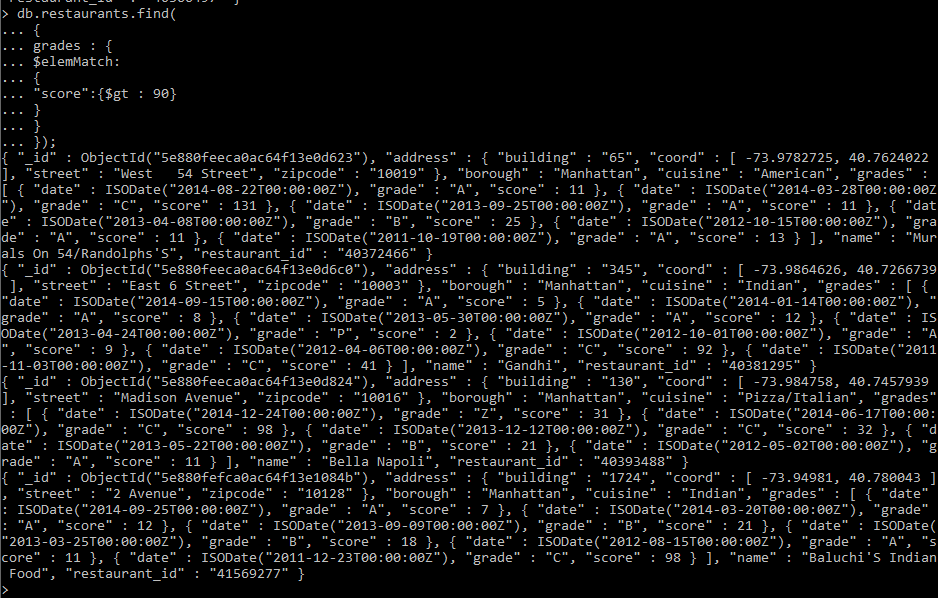 restaurant_id" : "40366497" }
> db.restaurants.find(
... {
... grades : {
... $elemMatch:
... {
... "score":{$gt : 90}
... }
... }
... });
{ "_id" : ObjectId("5e880feeca0ac64f13e0d623"), "address" : { "building" : "65", "coord" : [ -73.9782725, 40.7624022
], "street" : "West   54 Street", "zipcode" : "10019" }, "borough" : "Manhattan", "cuisine" : "American", "grades" :
[ { "date" : ISODate("2014-08-22T00:00:00Z"), "grade" : "A", "score" : 11 }, { "date" : ISODate("2014-03-28T00:00:00Z
"), "grade" : "C", "score" : 131 }, { "date" : ISODate("2013-09-25T00:00:00Z"), "grade" : "A", "score" : 11 }, { "dat
e" : ISODate("2013-04-08T00:00:00Z"), "grade" : "B", "score" : 25 }, { "date" : ISODate("2012-10-15T00:00:00Z"), "gra
de" : "A", "score" : 11 }, { "date" : ISODate("2011-10-19T00:00:00Z"), "grade" : "A", "score" : 13 } ], "name" : "Mur
als On 54/Randolphs'S", "restaurant_id" : "40372466" }
{ "_id" : ObjectId("5e880feeca0ac64f13e0d6c0"), "address" : { "building" : "345", "coord" : [ -73.9864626, 40.7266739
 ], "street" : "East 6 Street", "zipcode" : "10003" }, "borough" : "Manhattan", "cuisine" : "Indian", "grades" : [ {
"date" : ISODate("2014-09-15T00:00:00Z"), "grade" : "A", "score" : 5 }, { "date" : ISODate("2014-01-14T00:00:00Z"), "
grade" : "A", "score" : 8 }, { "date" : ISODate("2013-05-30T00:00:00Z"), "grade" : "A", "score" : 12 }, { "date" : IS
ODate("2013-04-24T00:00:00Z"), "grade" : "P", "score" : 2 }, { "date" : ISODate("2012-10-01T00:00:00Z"), "grade" : "A
", "score" : 9 }, { "date" : ISODate("2012-04-06T00:00:00Z"), "grade" : "C", "score" : 92 }, { "date" : ISODate("2011
-11-03T00:00:00Z"), "grade" : "C", "score" : 41 } ], "name" : "Gandhi", "restaurant_id" : "40381295" }
{ "_id" : ObjectId("5e880feeca0ac64f13e0d824"), "address" : { "building" : "130", "coord" : [ -73.984758, 40.7457939
], "street" : "Madison Avenue", "zipcode" : "10016" }, "borough" : "Manhattan", "cuisine" : "Pizza/Italian", "grades"
 : [ { "date" : ISODate("2014-12-24T00:00:00Z"), "grade" : "Z", "score" : 31 }, { "date" : ISODate("2014-06-17T00:00:
00Z"), "grade" : "C", "score" : 98 }, { "date" : ISODate("2013-12-12T00:00:00Z"), "grade" : "C", "score" : 32 }, { "d
ate" : ISODate("2013-05-22T00:00:00Z"), "grade" : "B", "score" : 21 }, { "date" : ISODate("2012-05-02T00:00:00Z"), "g
rade" : "A", "score" : 11 } ], "name" : "Bella Napoli", "restaurant_id" : "40393488" }
{ "_id" : ObjectId("5e880fefca0ac64f13e1084b"), "address" : { "building" : "1724", "coord" : [ -73.94981, 40.780043 ]
, "street" : "2 Avenue", "zipcode" : "10128" }, "borough" : "Manhattan", "cuisine" : "Indian", "grades" : [ { "date"
: ISODate("2014-09-25T00:00:00Z"), "grade" : "A", "score" : 7 }, { "date" : ISODate("2014-03-20T00:00:00Z"), "grade"
: "A", "score" : 12 }, { "date" : ISODate("2013-09-09T00:00:00Z"), "grade" : "B", "score" : 21 }, { "date" : ISODate(
"2013-03-25T00:00:00Z"), "grade" : "B", "score" : 18 }, { "date" : ISODate("2012-08-15T00:00:00Z"), "grade" : "A", "s
core" : 11 }, { "date" : ISODate("2011-12-23T00:00:00Z"), "grade" : "C", "score" : 98 } ], "name" : "Baluchi'S Indian
 Food", "restaurant_id" : "41569277" }
>